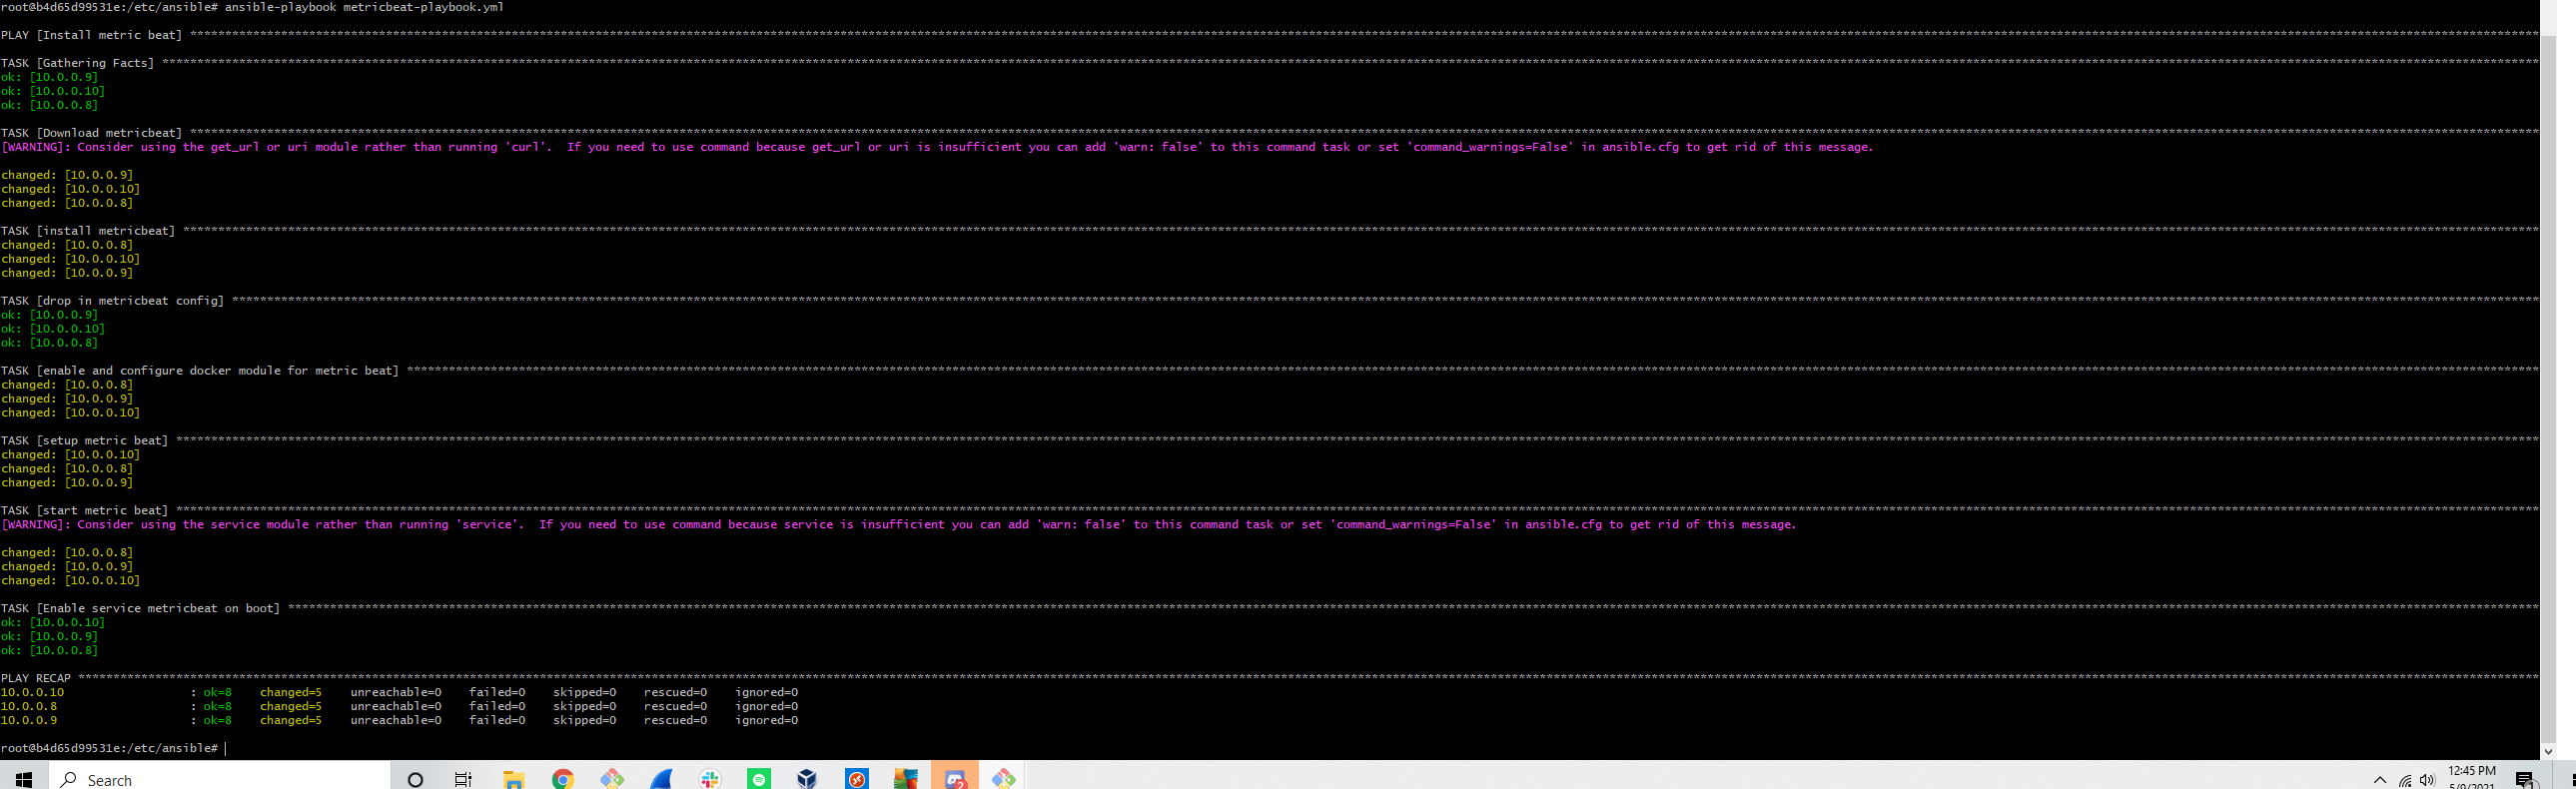 root@b4d65d99531e:/etc/ansible# ansible-playbook metricbeat-playbook.yml
PLAY [Install metric beat] ****
TASK [Gathering Facts] ****
ok: [10.0.0.9]
ok: [10.0.0.10]
ok: [10.0.0.8]
TASK [Download metricbeat] ****
[WARNING]: Consider using the get_url or uri module rather than running 'curl'.  If you need to use command because get_url or uri is insufficient you can add 'warn: false' to this command task or set 'command_warnings=False' in ansible.cfg to get rid of this message.
changed: [10.0.0.9]
changed: [10.0.0.10]
changed: [10.0.0.8]
TASK [install metricbeat] ****
changed: [10.0.0.8]
changed: [10.0.0.10]
changed: [10.0.0.9]
TASK [drop in metricbeat config] ****
ok: [10.0.0.9]
ok: [10.0.0.10]
ok: [10.0.0.8]
TASK [enable and configure docker module for metric beat] ****
changed: [10.0.0.8]
changed: [10.0.0.9]
changed: [10.0.0.10]
TASK [setup metric beat] ****
changed: [10.0.0.10]
changed: [10.0.0.8]
changed: [10.0.0.9]
TASK [start metric beat] ****
[WARNING]: Consider using the service module rather than running 'service'.  If you need to use command because service is insufficient you can add 'warn: false' to this command task or set 'command_warnings=False' in ansible.cfg to get rid of this message.
changed: [10.0.0.8]
changed: [10.0.0.9]
changed: [10.0.0.10]
TASK [Enable service metricbeat on boot] ****
ok: [10.0.0.10]
ok: [10.0.0.9]
ok: [10.0.0.8]
PLAY RECAP ****
10.0.0.10 : ok=8 changed=5 unreachable=0 failed=0 skipped=0 rescued=0 ignored=0
10.0.0.8 : ok=8 changed=5 unreachable=0 failed=0 skipped=0 rescued=0 ignored=0
10.0.0.9 : ok=8 changed=5 unreachable=0 failed=0 skipped=0 rescued=0 ignored=0
root@b4d65d99531e:/etc/ansible#
Search
2
12:45 PM
5/9/2021
1